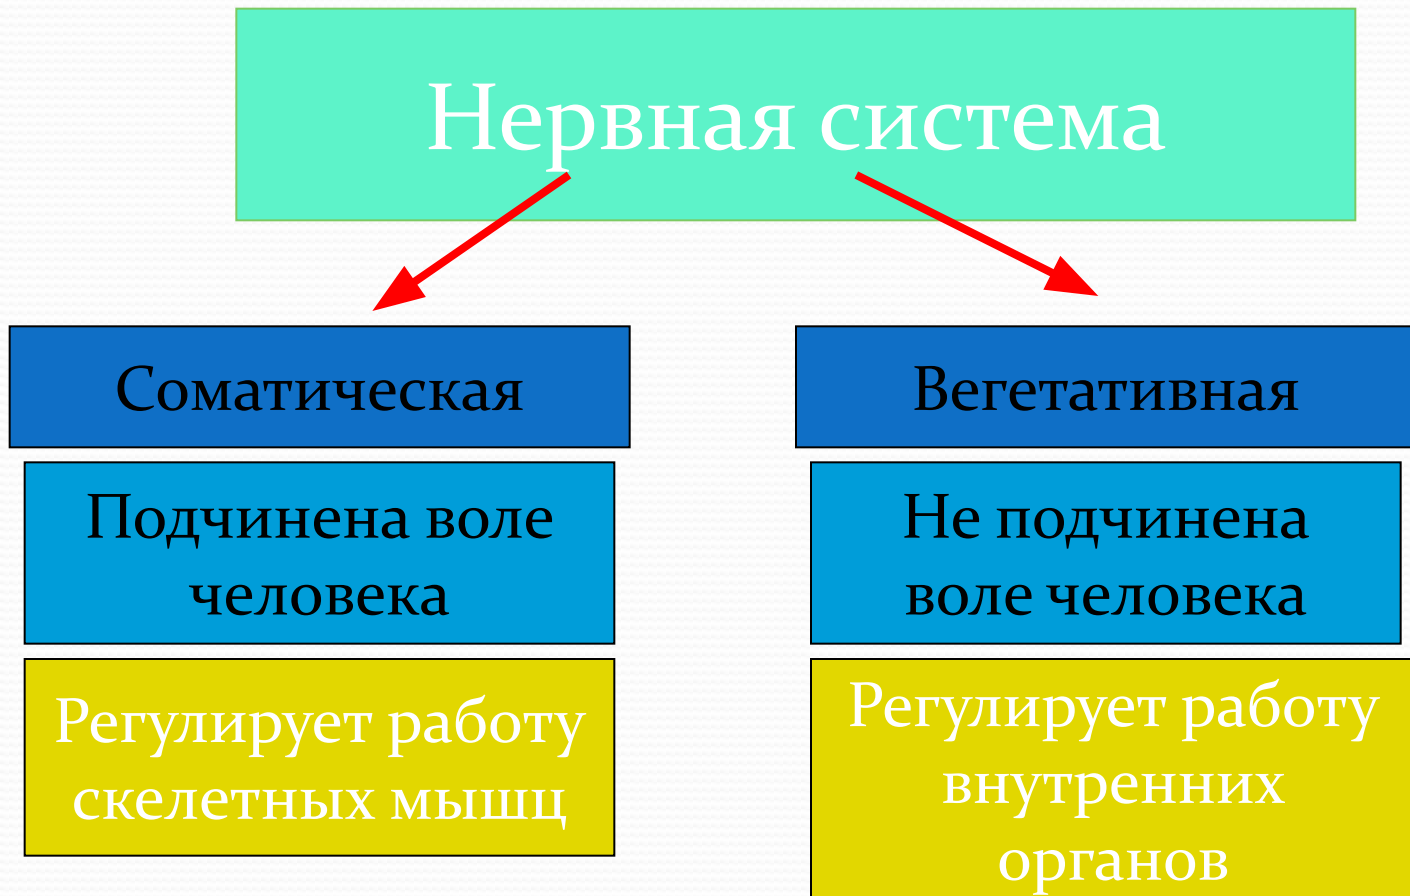 Нервная система
Соматическая
Подчинена воле
человека
Регулирует работу
скелетных мышц
Вегетативная
Не подчинена
воле человека
Регулирует работу
внутренних
органов